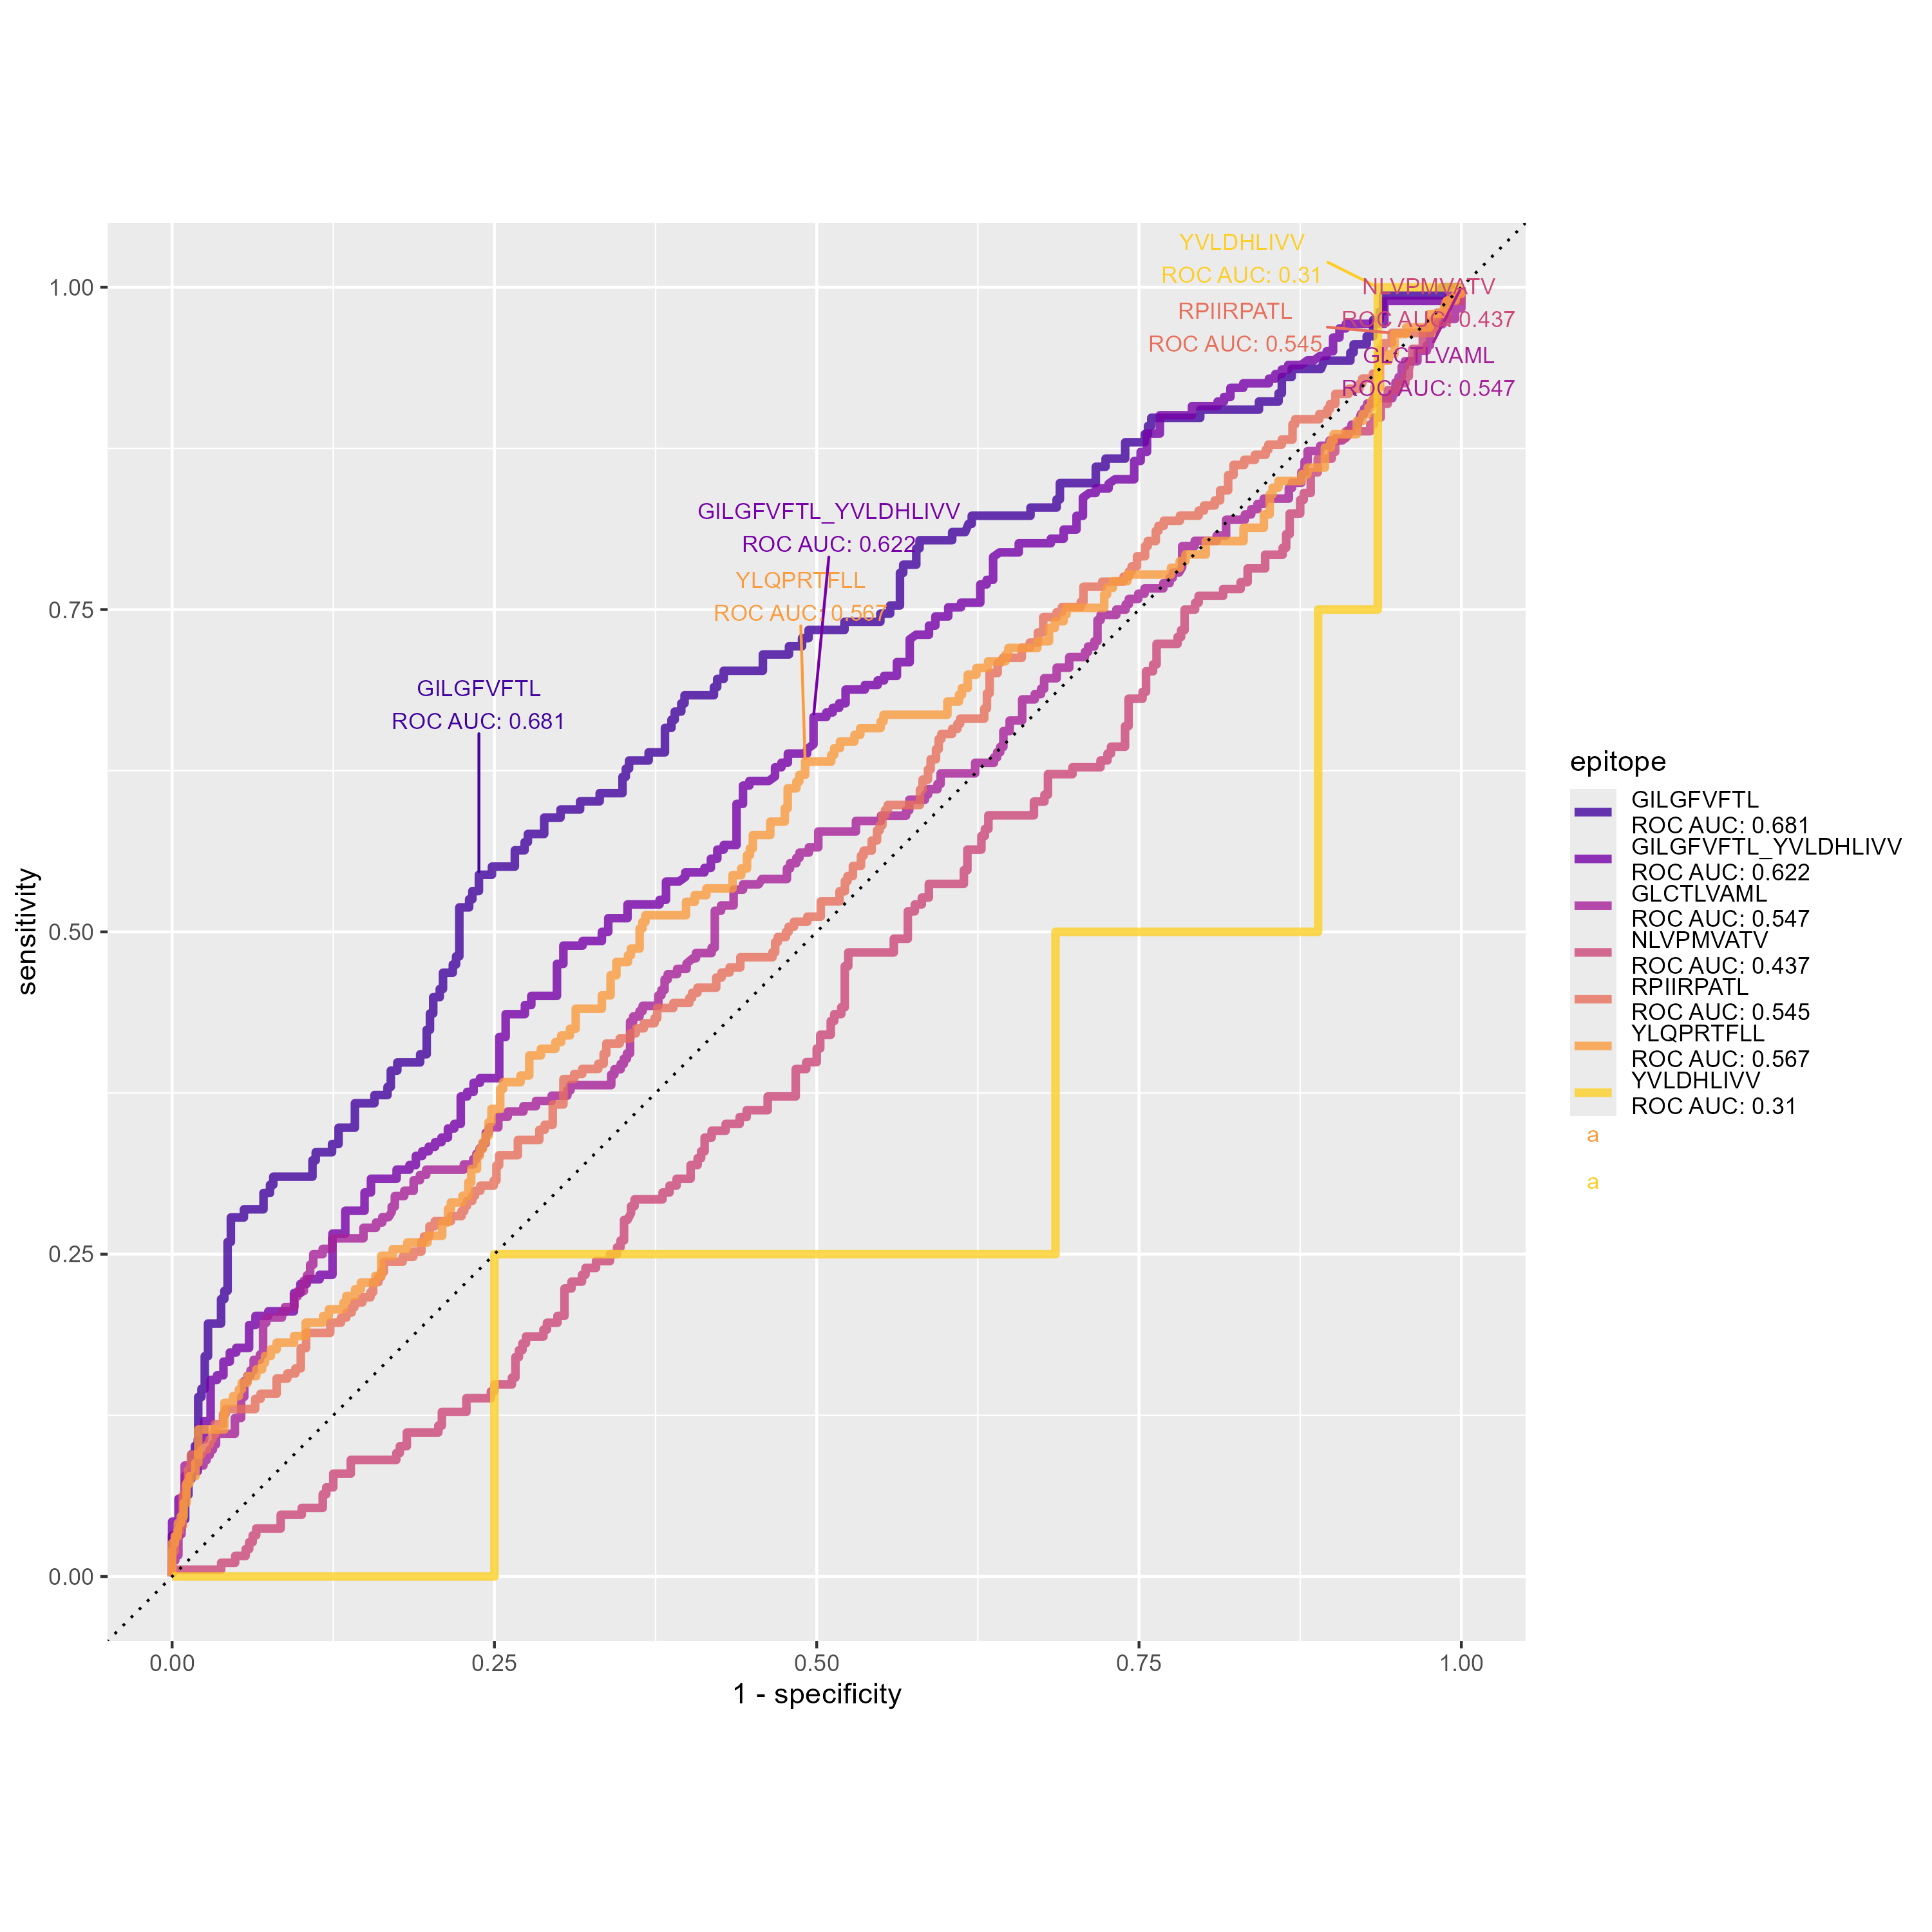 YVLDHLIVV
ROC AUC: 0.31
NLVPMVATV
ROC AUC: 0.437
RPIIRPATL
ROC AUC: 0.545
GLCTLVAML
ROC AUC: 0.547
GILGFVFTL_YVLDHLIVV
ROC AUC: 0.622
YLQPRTFLL
ROC AUC: 0.567
GILGFVFTL
ROC AUC: 0.681
1.00
0.75
0.50
0.25
0.00
sensitivity
0.00 0.25 0.50 0.75 1.00
1 - specificity
epitope
GILGFVFTL
ROC AUC: 0.681
GILGFVFTL_YVLDHLIVV
ROC AUC: 0.622
GLCTLVAML
ROC AUC: 0.547
NLVPMVATV
ROC AUC: 0.437
RPIIRPATL
ROC AUC: 0.545
YLQPRTFLL
ROC AUC: 0.567
YVLDHLIVV
ROC AUC: 0.31
a
a